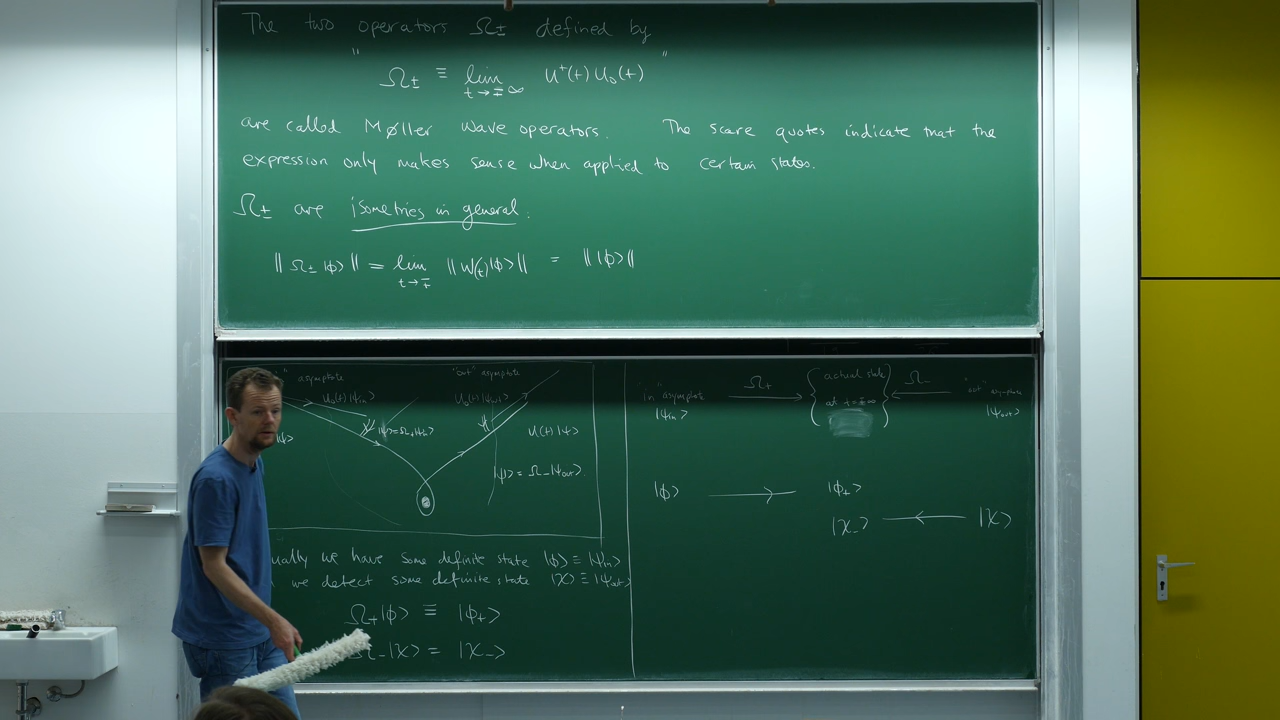 The two operators Ω± defined by
" Ω± ≡ lim t→∓∞ U†(t) U₀(t) "
are called Møller wave operators. The scare quotes indicate that the
expression only makes sense when applied to certain states.
Ω± are isometries in general.
‖Ω±|ϕ>‖ = lim t→∓ ‖W(t)|ϕ>‖ = ‖|ϕ>‖
" asymptote
"out" asymptote
U₀(t)|ψin>
U₀(t)|ψout>
|ψ>=Ω+|ψin>
U(t)|ψ>
|ψ> = Ω-|ψout>
ually we have some definite state |ϕ> ≡ |ψin>
we detect some definite state |χ> ≡ |ψout>
Ω+|ϕ> ≡ |ϕ+>
Ω-|χ> = |χ->
"in" asymptote Ω+ { actual state } Ω- "out" asymptote
|ψin> at t=±∞ |ψout>
|ϕ> → |ϕ+>
|χ-> ← |χ>